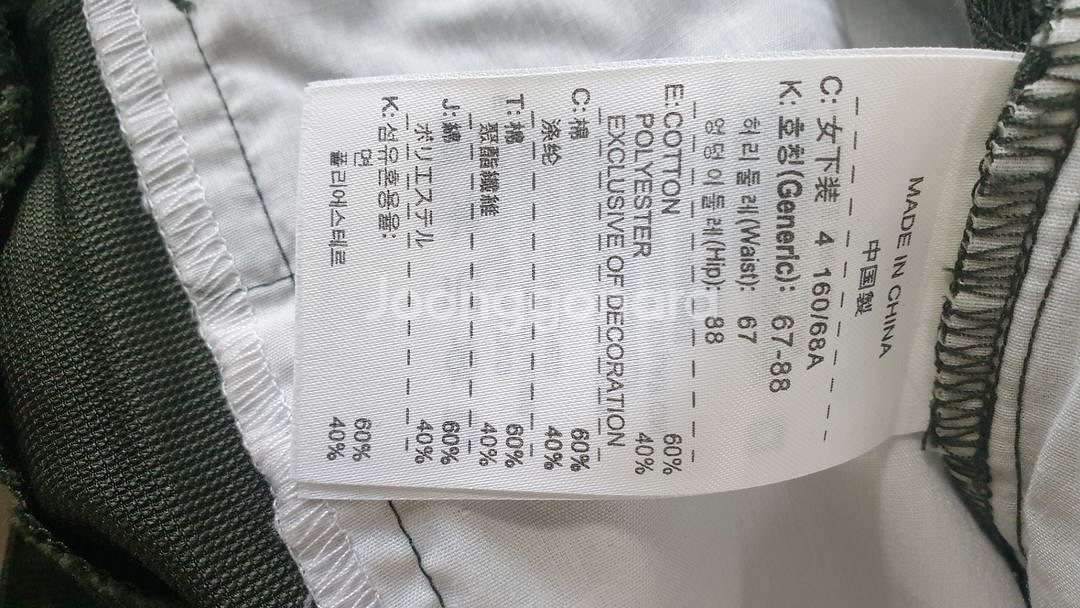 MADE IN CHINA
中国製
C: 女下装 4 160/68A
K: 호칭(Generic): 67-88
허리둘레(Waist): 67
엉덩이둘레(Hip): 88
E:COTTON 60%
POLYESTER 40%
EXCLUSIVE OF DECORATION
C: 棉 60%
涤纶 40%
T: 棉 60%
聚酯纖維 40%
J: 綿 60%
ポリエステル 40%
K: 섬유혼용율:
면 60%
폴리에스테르 40%